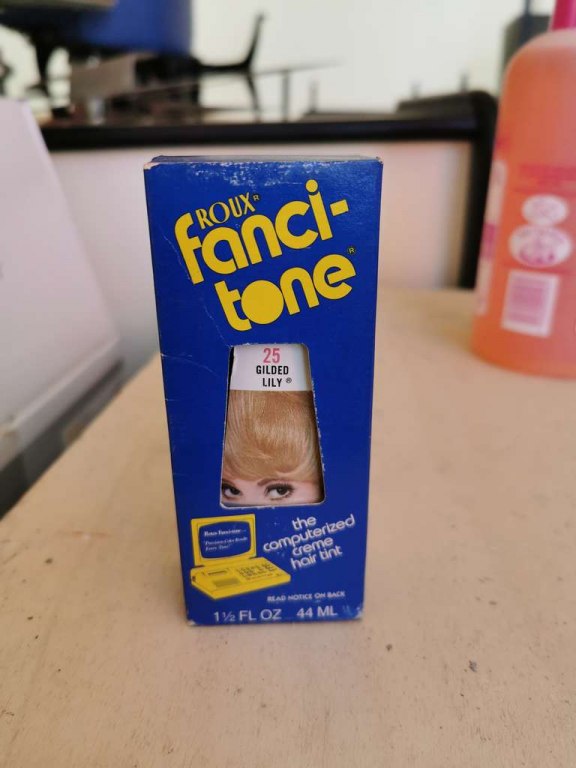 ROUX®
fanci-
tone®
25
GILDED
LILY®
the
computerized
creme
hair tint
READ NOTICE ON BACK
1½ FL OZ 44 ML